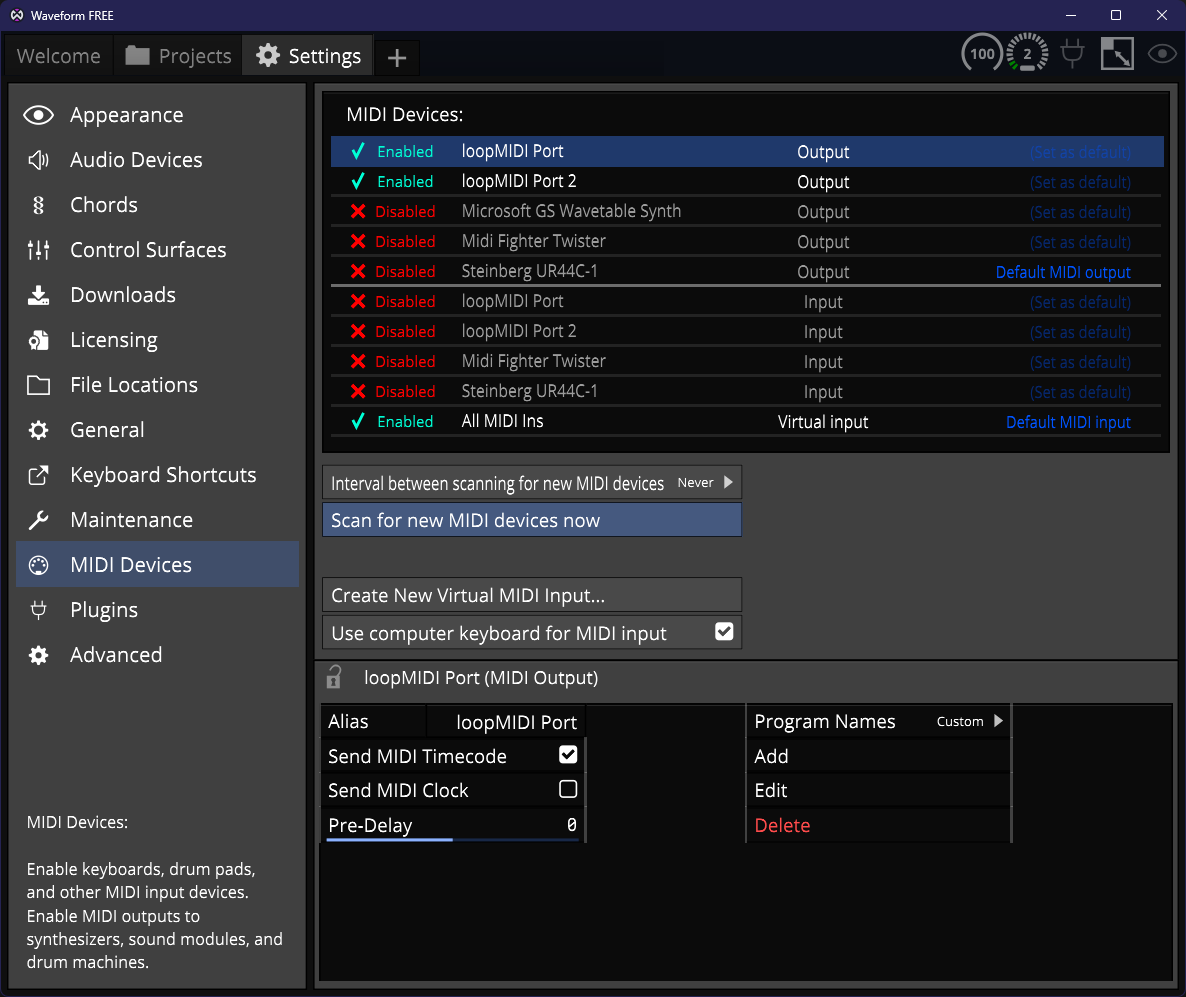 Waveform FREE
Welcome Projects Settings +
100 2
Appearance
Audio Devices
Chords
Control Surfaces
Downloads
Licensing
File Locations
General
Keyboard Shortcuts
Maintenance
MIDI Devices
Plugins
Advanced
MIDI Devices:
Enable keyboards, drum pads,
and other MIDI input devices.
Enable MIDI outputs to
synthesizers, sound modules, and
drum machines.
MIDI Devices:
Enabled loopMIDI Port Output (Set as default)
Enabled loopMIDI Port 2 Output (Set as default)
Disabled Microsoft GS Wavetable Synth Output (Set as default)
Disabled Midi Fighter Twister Output (Set as default)
Disabled Steinberg UR44C-1 Output Default MIDI output
Disabled loopMIDI Port Input (Set as default)
Disabled loopMIDI Port 2 Input (Set as default)
Disabled Midi Fighter Twister Input (Set as default)
Disabled Steinberg UR44C-1 Input (Set as default)
Enabled All MIDI Ins Virtual input Default MIDI input
Interval between scanning for new MIDI devices Never
Scan for new MIDI devices now
Create New Virtual MIDI Input...
Use computer keyboard for MIDI input
loopMIDI Port (MIDI Output)
Alias loopMIDI Port
Send MIDI Timecode
Send MIDI Clock
Pre-Delay 0
Program Names Custom
Add
Edit
Delete